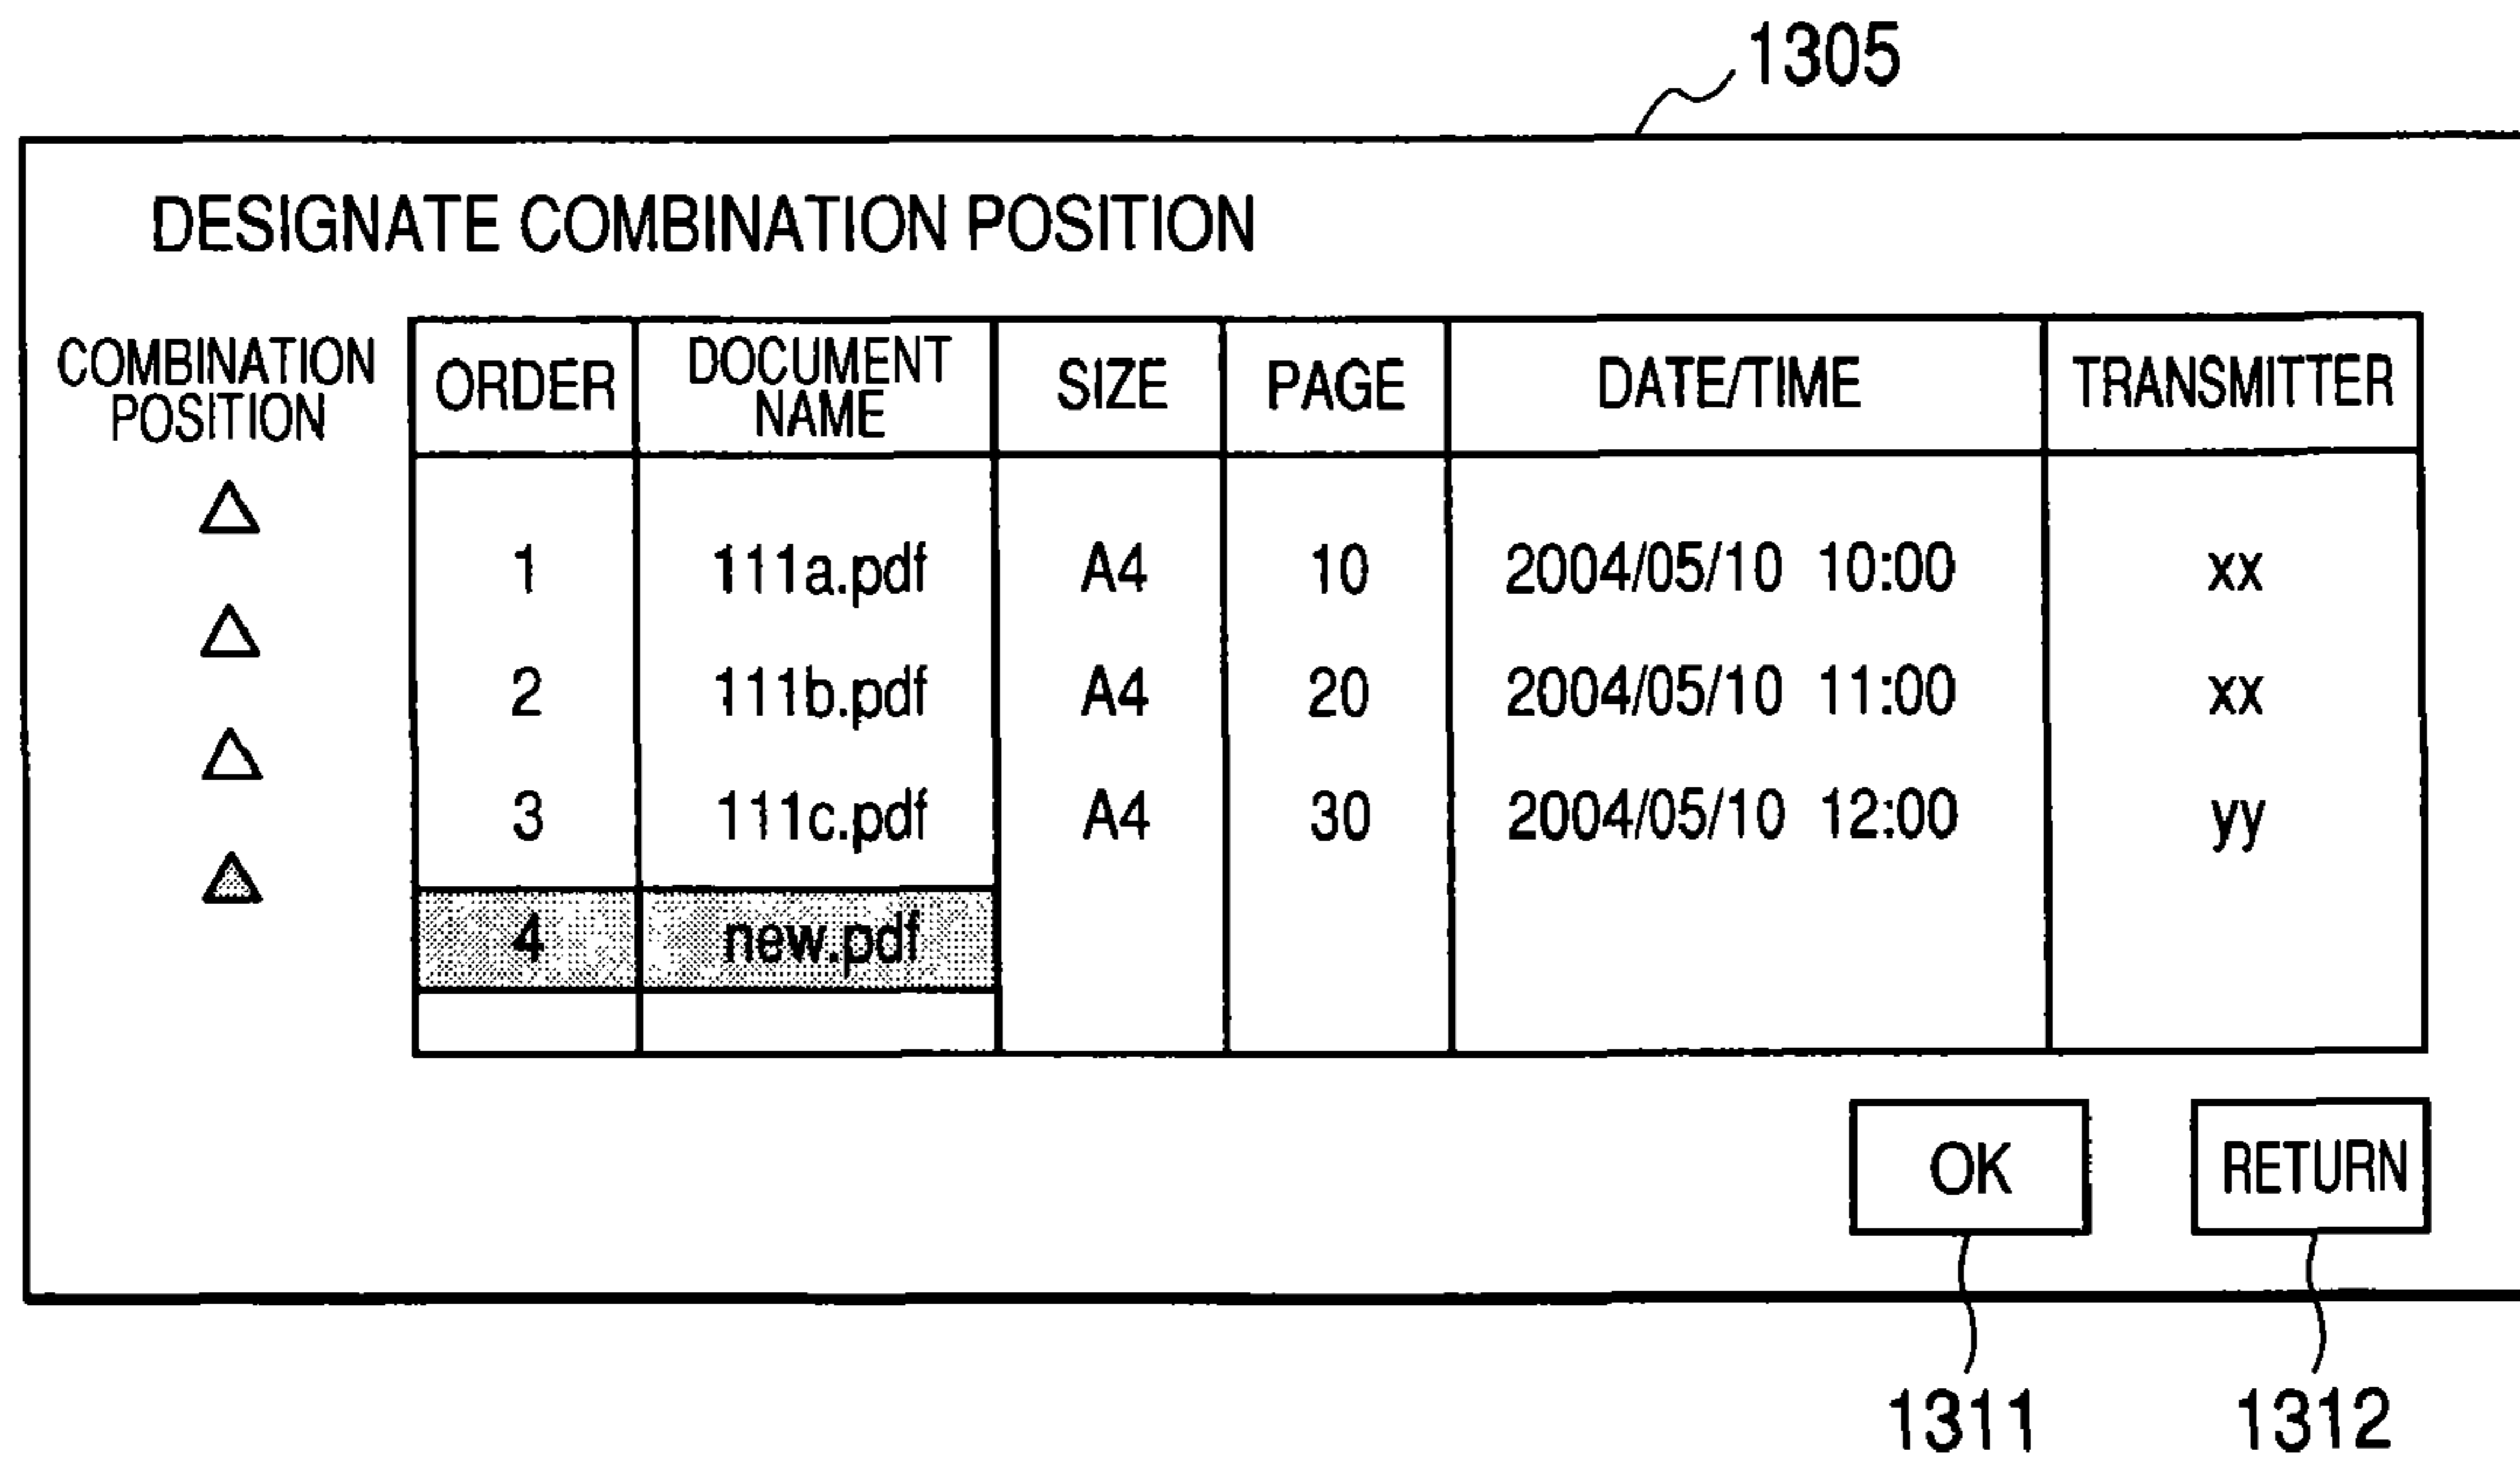 1305
DESIGNATE COMBINATION POSITION
COMBINATION
POSITION
ORDER DOCUMENT NAME SIZE PAGE DATE/TIME TRANSMITTER
1 111a.pdf A4 10 2004/05/10 10:00 xx
2 111b.pdf A4 20 2004/05/10 11:00 xx
3 111c.pdf A4 30 2004/05/10 12:00 yy
4 new.pdf
OK RETURN
1311 1312